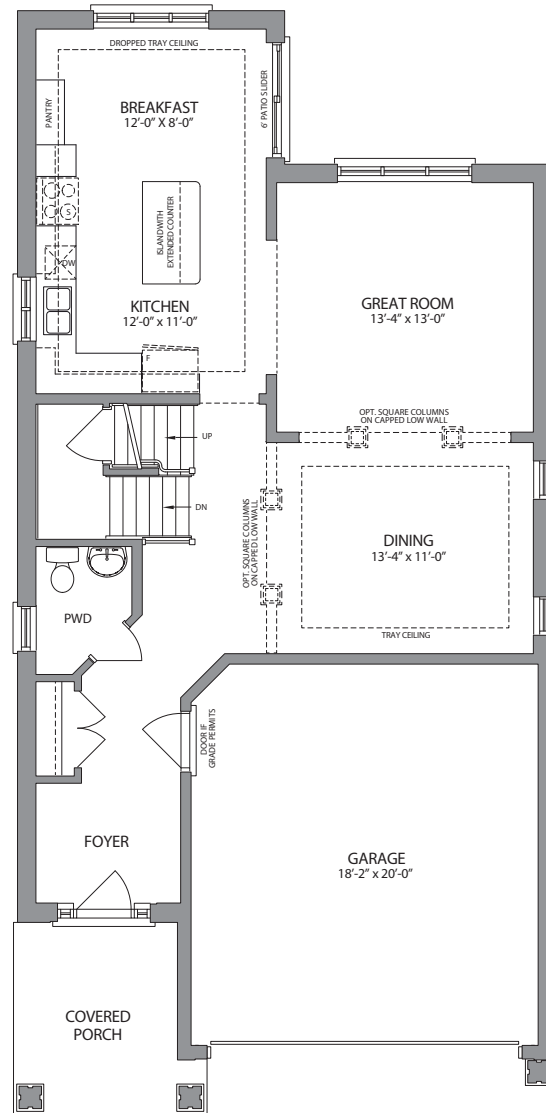 DROPPED TRAY CEILING
BREAKFAST
12'-0" X 8'-0"
PANTRY
6' PATIO SLIDER
S
ISLAND WITH
EXTENDED COUNTER
DW
KITCHEN
12'-0" x 11'-0"
GREAT ROOM
13'-4" x 13'-0"
F
OPT. SQUARE COLUMNS
ON CAPPED LOW WALL
UP
DN
OPT. SQUARE COLUMNS
ON CAPPED LOW WALL
DINING
13'-4" x 11'-0"
TRAY CEILING
PWD
DOOR IF
GRADE PERMITS
FOYER
GARAGE
18'-2" x 20'-0"
COVERED
PORCH